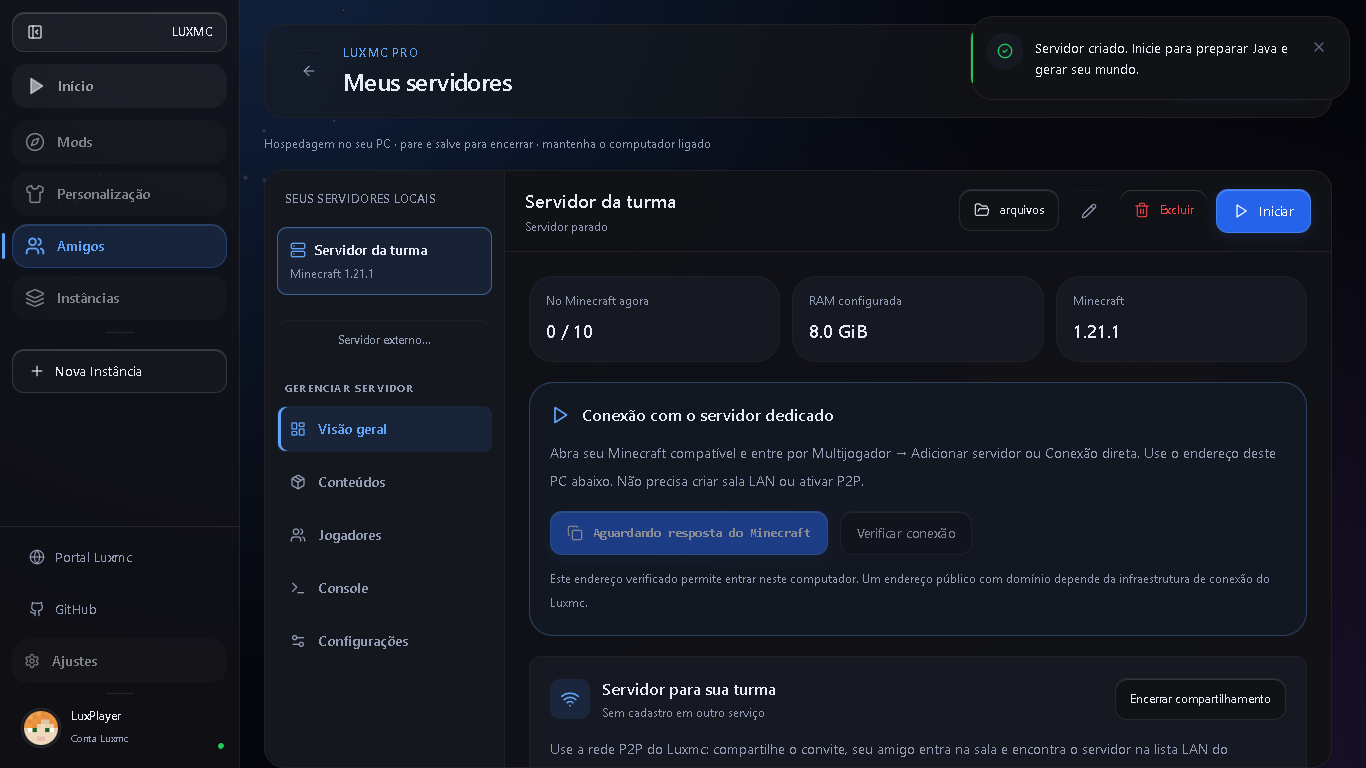 LUXMC
Início
Mods
Personalização
Amigos
Instâncias
Nova Instância
Portal Luxmc
GitHub
Ajustes
LuxPlayer
Conta Luxmc
LUXMC PRO
Meus servidores
Servidor criado. Inicie para preparar Java e
gerar seu mundo.
Hospedagem no seu PC · pare e salve para encerrar · mantenha o computador ligado
SEUS SERVIDORES LOCAIS
Servidor da turma
Minecraft 1.21.1
Servidor externo...
GERENCIAR SERVIDOR
Visão geral
Conteúdos
Jogadores
Console
Configurações
Servidor da turma
Servidor parado
arquivos
Excluir
Iniciar
No Minecraft agora
0 / 10
RAM configurada
8.0 GiB
Minecraft
1.21.1
Conexão com o servidor dedicado
Abra seu Minecraft compatível e entre por Multijogador → Adicionar servidor ou Conexão direta. Use o endereço deste
PC abaixo. Não precisa criar sala LAN ou ativar P2P.
Aguardando resposta do Minecraft
Verificar conexão
Este endereço verificado permite entrar neste computador. Um endereço público com domínio depende da infraestrutura de conexão do
Luxmc.
Servidor para sua turma
Sem cadastro em outro serviço
Encerrar compartilhamento
Use a rede P2P do Luxmc: compartilhe o convite, seu amigo entra na sala e encontra o servidor na lista LAN do